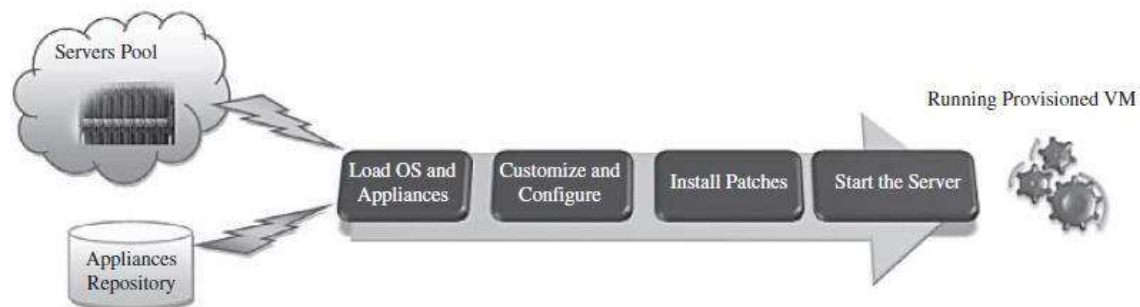 Servers Pool
Running Provisioned VM
Load OS and
Appliances
Customize and
Configure
Install Patches
Start the Server
Appliances
Repository